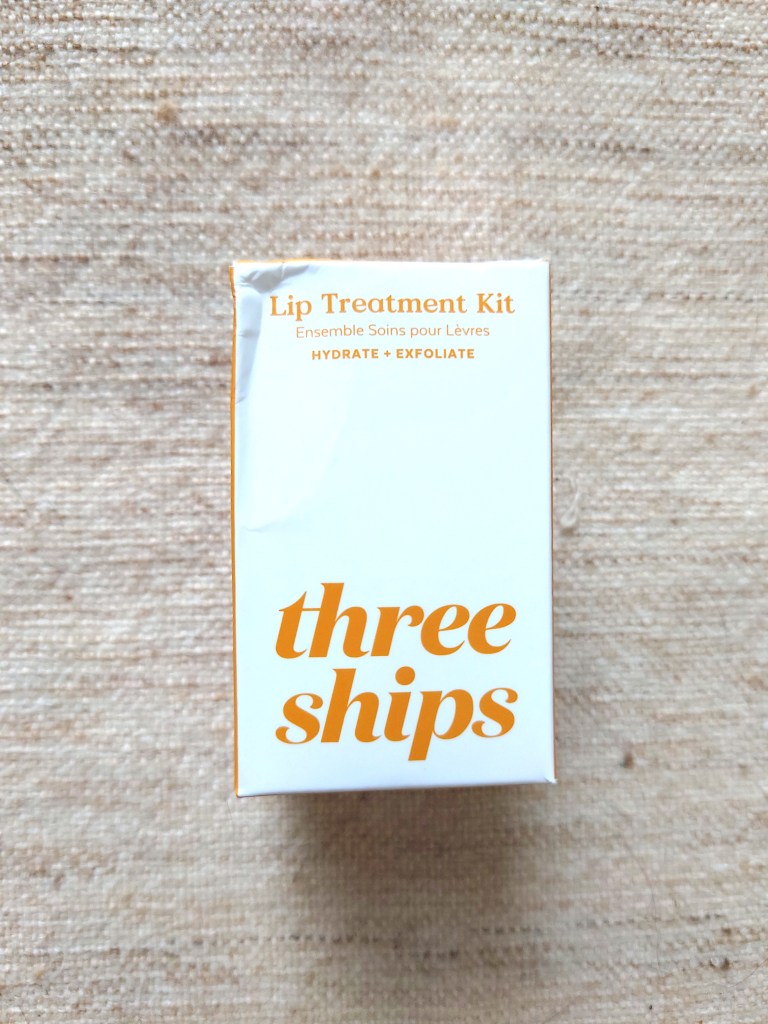 Lip Treatment Kit
Ensemble Soins pour Lèvres
HYDRATE + EXFOLIATE
three
ships